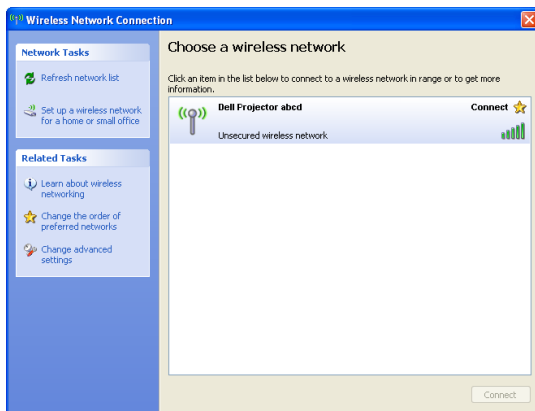 Wireless Network Connection
Network Tasks
Refresh network list
Set up a wireless network
for a home or small office
Related Tasks
Learn about wireless
networking
Change the order of
preferred networks
Change advanced
settings
Choose a wireless network
Click an item in the list below to connect to a wireless network in range or to get more
information.
Dell Projector abcd
Connect
Unsecured wireless network
Connect